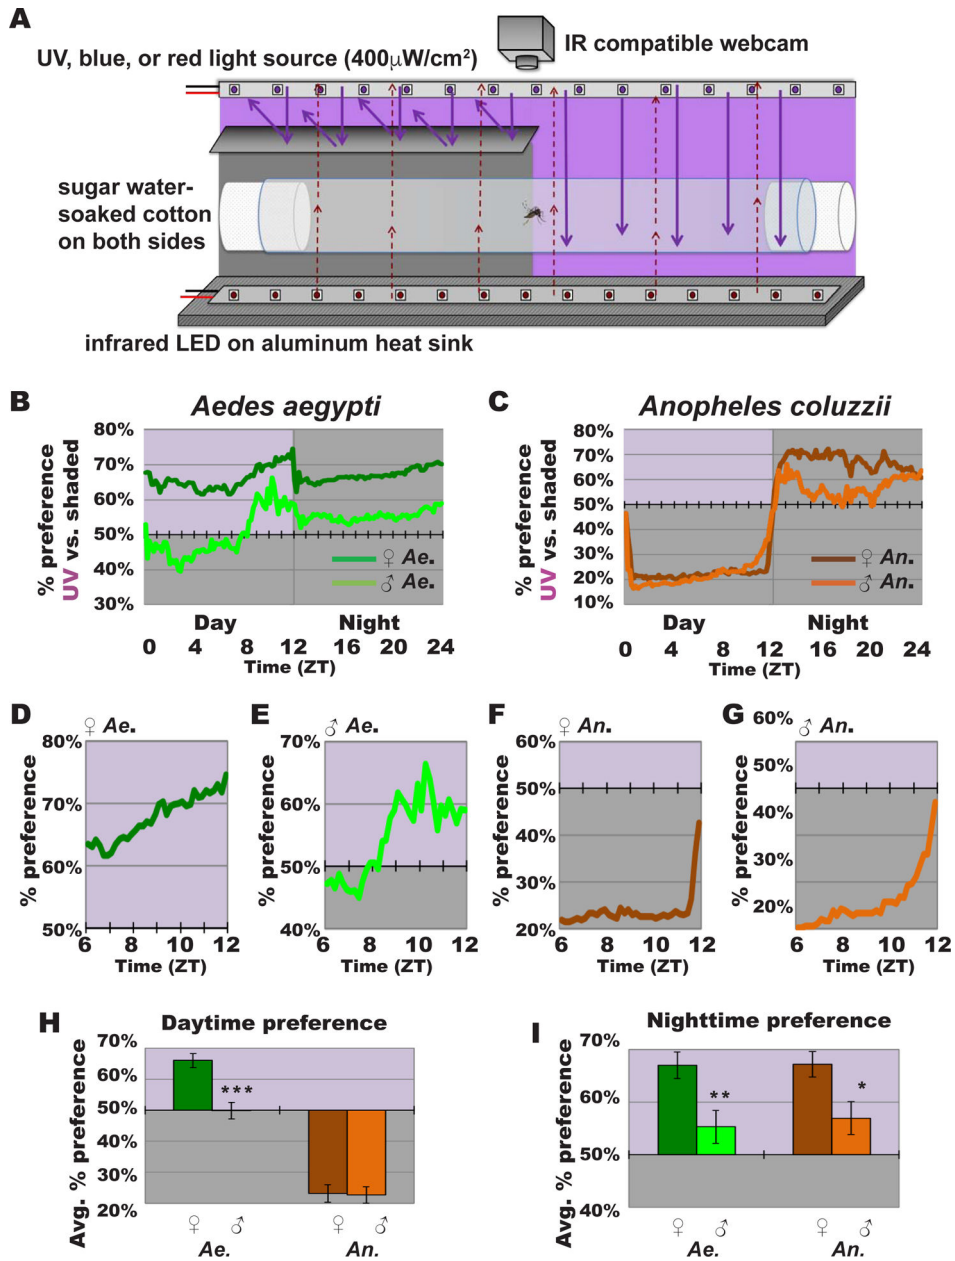 A
UV, blue, or red light source (400µW/cm²)
IR compatible webcam
sugar water-
soaked cotton
on both sides
infrared LED on aluminum heat sink
B
Aedes aegypti
% preference
UV vs. shaded
80%
70%
60%
50%
40%
30%
♀ Ae.
♂ Ae.
Day
Night
0 4 8 12 16 20 24
Time (ZT)
C
Anopheles coluzzii
% preference
UV vs. shaded
80%
70%
60%
50%
40%
30%
20%
10%
♀ An.
♂ An.
Day
Night
0 4 8 12 16 20 24
Time (ZT)
D
♀ Ae.
% preference
80%
70%
60%
50%
6 8 10 12
Time (ZT)
E
♂ Ae.
% preference
70%
60%
50%
40%
6 8 10 12
Time (ZT)
F
♀ An.
% preference
60%
50%
40%
30%
20%
6 8 10 12
Time (ZT)
G
♂ An.
% preference
60%
50%
40%
30%
20%
6 8 10 12
Time (ZT)
H
Daytime preference
Avg. % preference
70%
60%
50%
40%
30%
20%
***
♀ ♂ ♀ ♂
Ae. An.
I
Nighttime preference
Avg. % preference
70%
60%
50%
40%
**
*
♀ ♂ ♀ ♂
Ae. An.